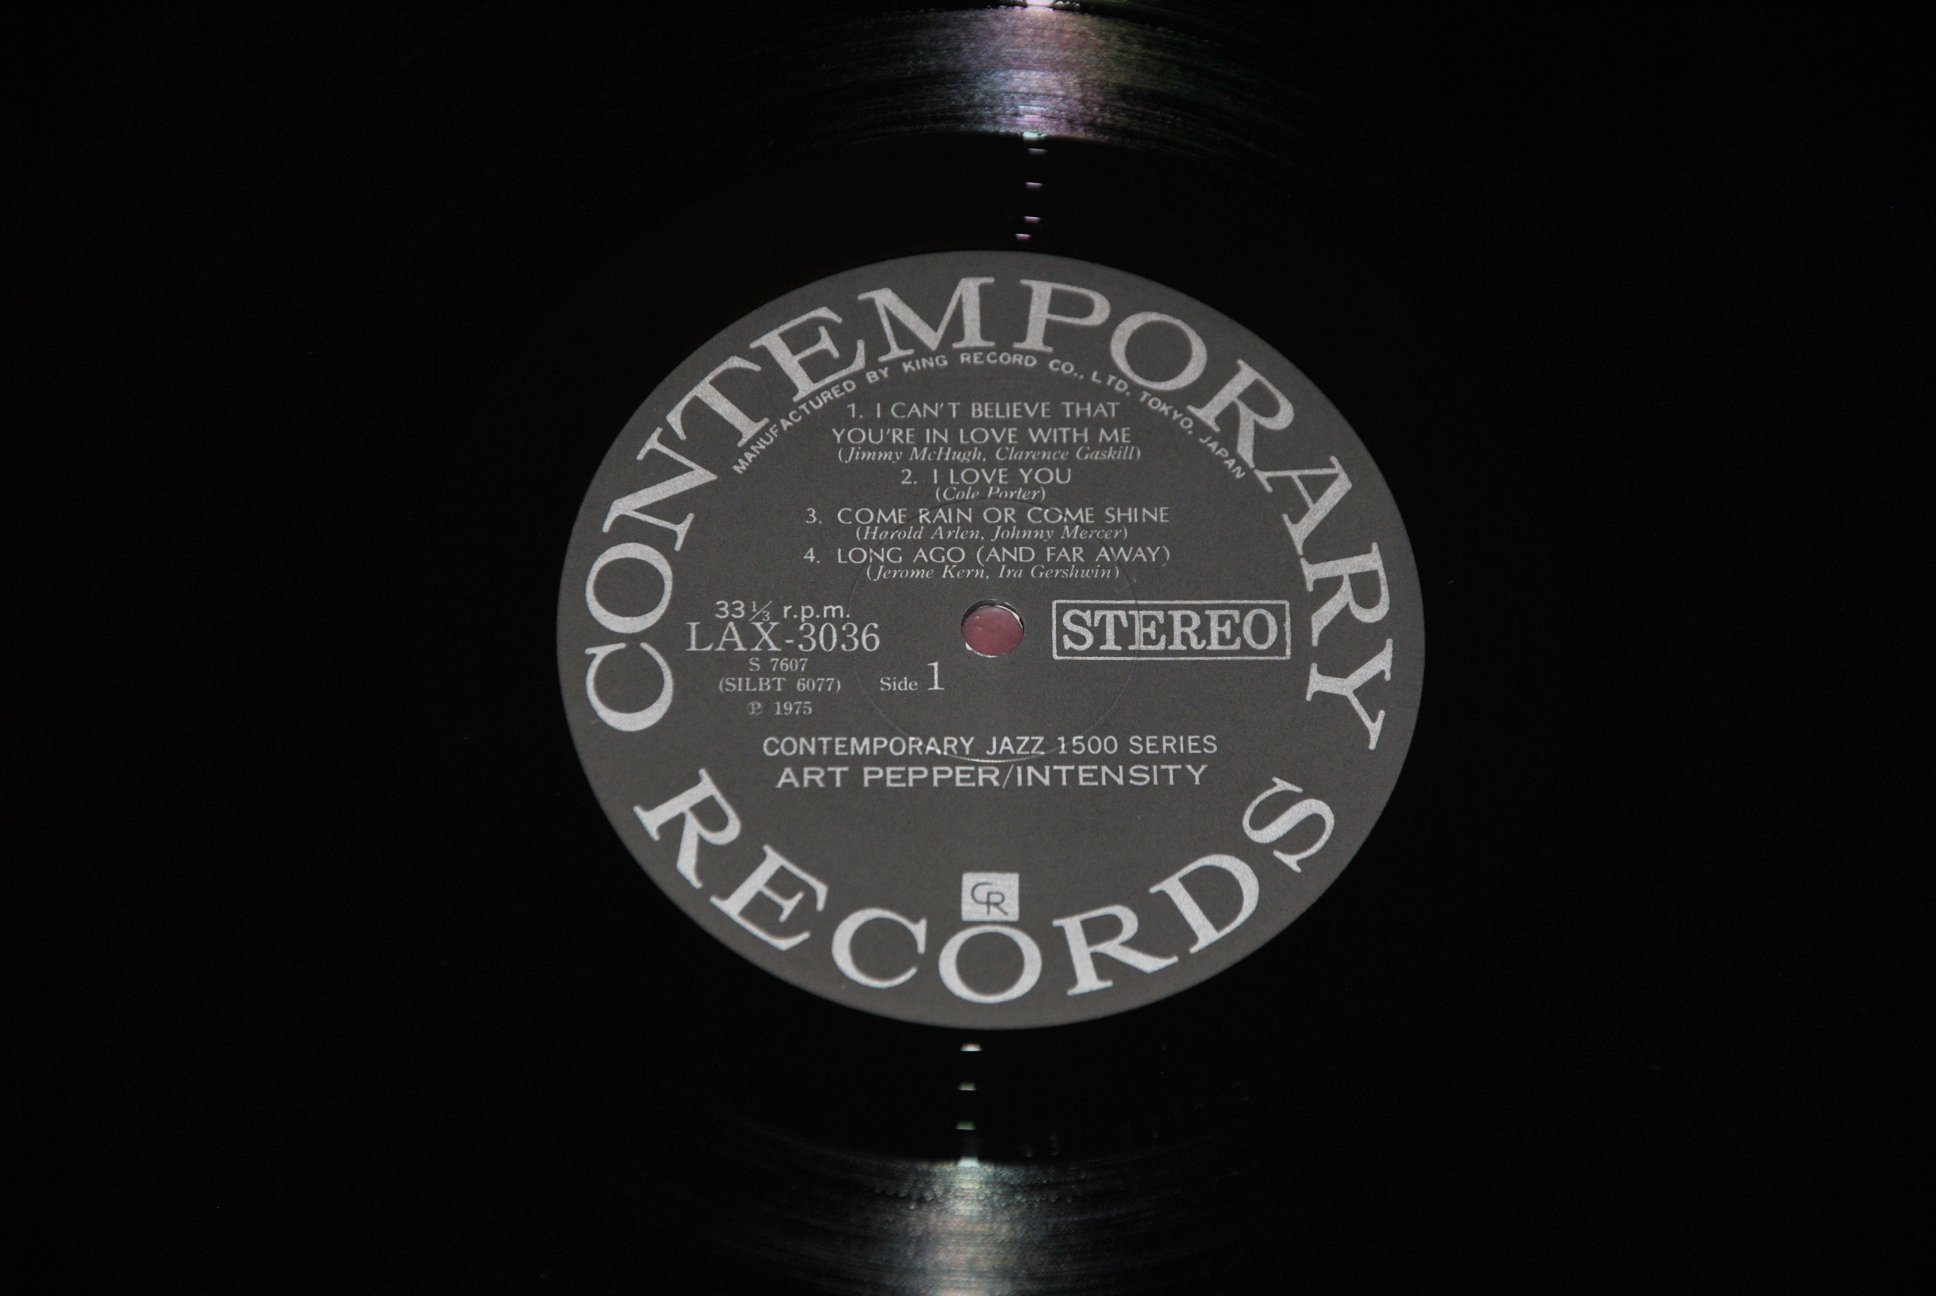 CONTEMPORARY
MANUFACTURED BY KING RECORD CO., LTD. TOKYO, JAPAN
1. I CAN'T BELIEVE THAT
YOU'RE IN LOVE WITH ME
(Jimmy McHugh, Clarence Gaskill)
2. I LOVE YOU
(Cole Porter)
3. COME RAIN OR COME SHINE
(Harold Arlen, Johnny Mercer)
4. LONG AGO (AND FAR AWAY)
(Jerome Kern, Ira Gershwin)
33⅓ r.p.m.
LAX-3036
S 7607
(SILBT 6077)
Side 1
℗ 1975
STEREO
CONTEMPORARY JAZZ 1500 SERIES
ART PEPPER/INTENSITY
CR
RECORDS